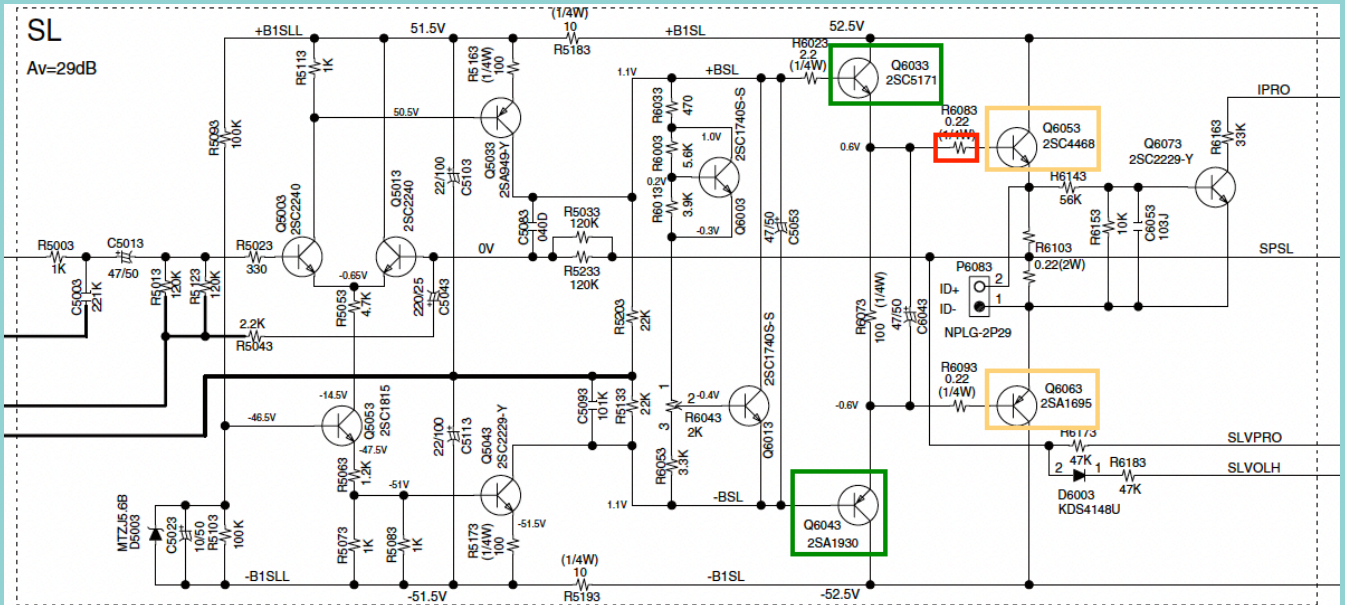 SL
Av=29dB
+B1SLL
51.5V
(1/4W)
10
R5183
+B1SL
52.5V
R5113
1K
R5163
(1/4W)
100
R5093
100K
50.5V
Q5033
2SA949-Y
22/100
C5103
Q5003
2SC2240
Q5013
2SC2240
R5003
1K
C5013
47/50
C5003
221K
R5013
120K
R5123
120K
R5023
330
R5043
2.2K
-0.65V
R5053
4.7K
220/25
C5043
0V
C5083
040D
R5033
120K
R5233
120K
R5203
22K
C5093
101K
R5133
22K
-14.5V
-46.5V
Q5053
2SC1815
-47.5V
R5063
1.2K
22/100
C5113
Q5043
2SC2229-Y
-51V
-51.5V
MTZJ5.6B
D5003
C5023
10/50
R5103
100K
R5073
1K
R5083
1K
R5173
(1/4W)
100
-B1SLL
-51.5V
(1/4W)
10
R5193
-B1SL
-52.5V
1.1V
+BSL
R6033
470
R6003
5.6K
1.0V
2SC1740S-S
Q6003
0.2V
R6013
3.9K
-0.3V
47/50
C5053
1
2
3
-0.4V
R6043
2K
2SC1740S-S
Q6013
R6053
3.3K
1.1V
-BSL
R6023
2.2
(1/4W)
Q6033
2SC5171
R6083
0.22
(1/4W)
0.6V
Q6053
2SC4468
R6073
100
(1/4W)
47/50
C6043
-0.6V
R6093
0.22
(1/4W)
Q6063
2SA1695
Q6043
2SA1930
R6143
56K
R6153
10K
C6053
103J
Q6073
2SC2229-Y
R6163
33K
IPRO
R6103
0.22(2W)
SPSL
P6083
ID+
2
ID-
1
NPLG-2P29
R6173
47K
SLVPRO
2
1
R6183
47K
SLVOLH
D6003
KDS4148U